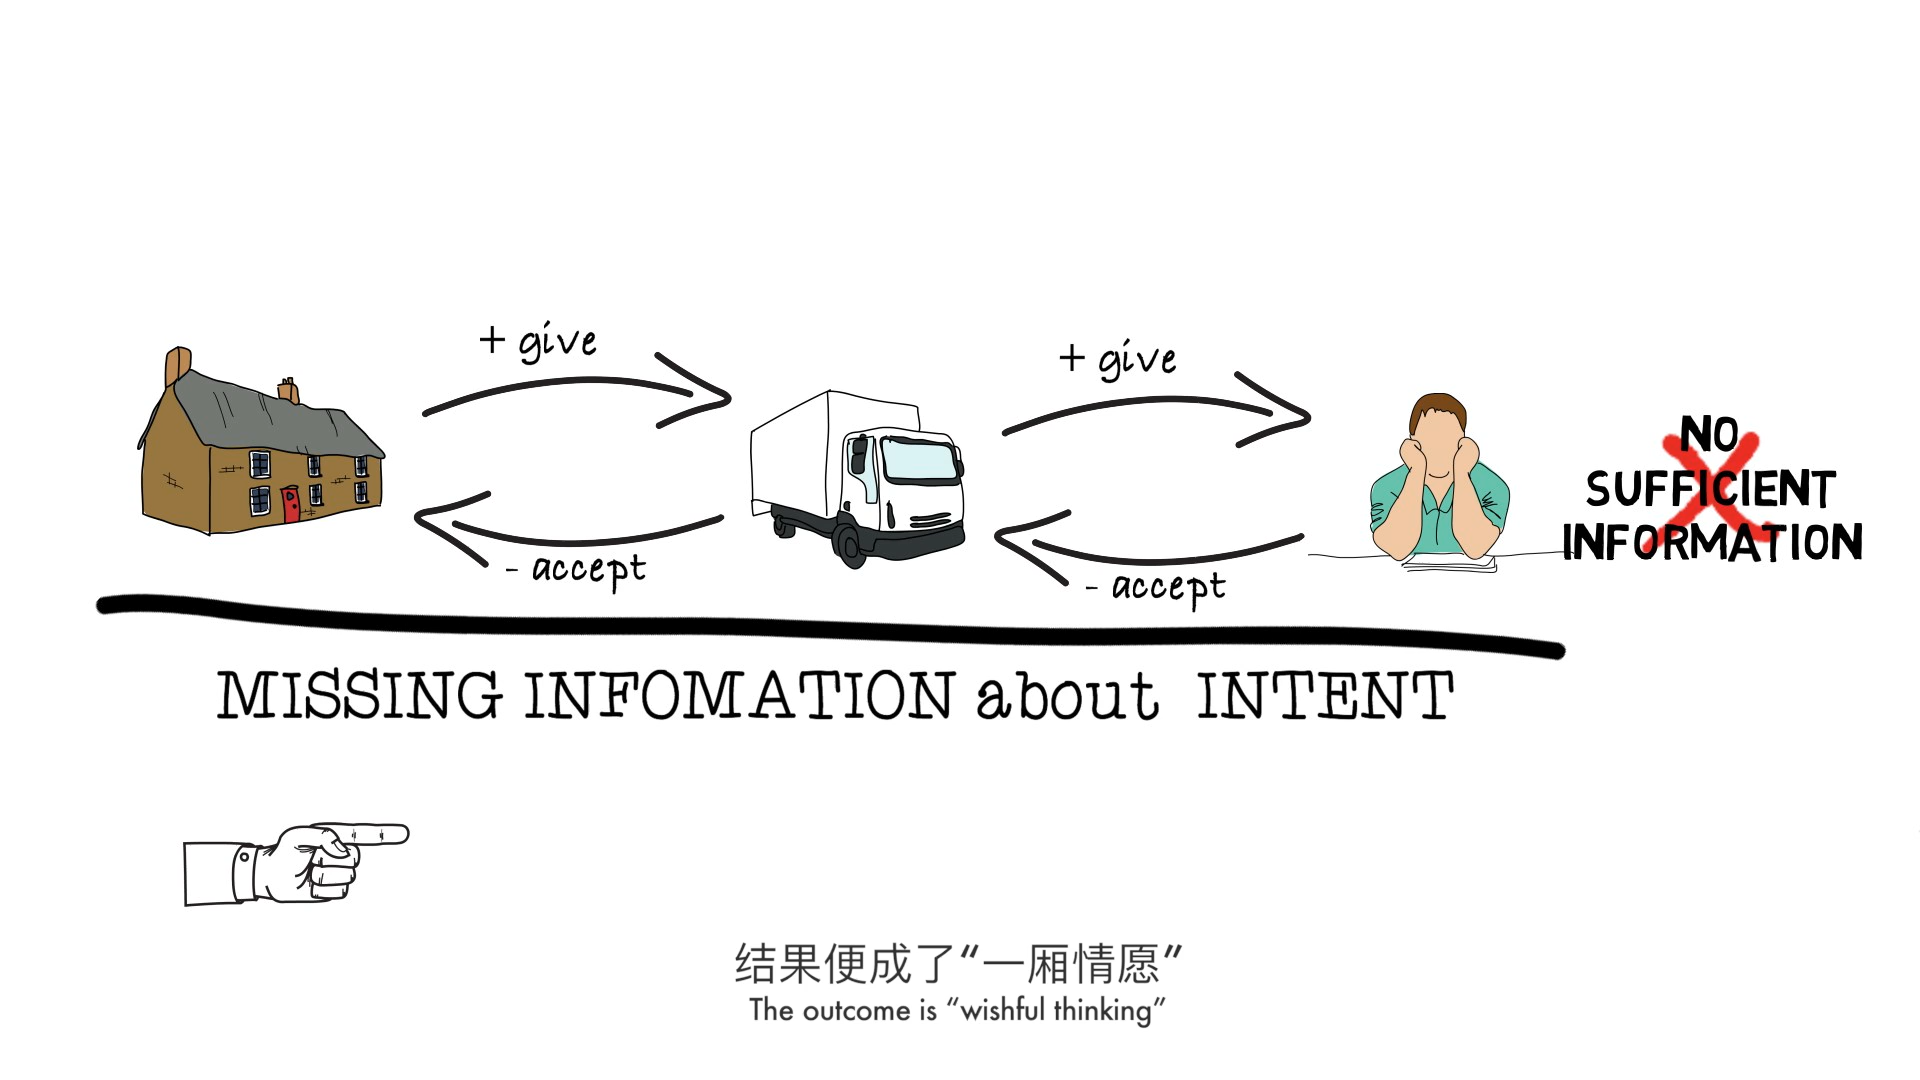 + give
+ give
NO
SUFFICIENT
INFORMATION
- accept
- accept
MISSING INFOMATION about INTENT
结果便成了“一厢情愿”
The outcome is “wishful thinking”